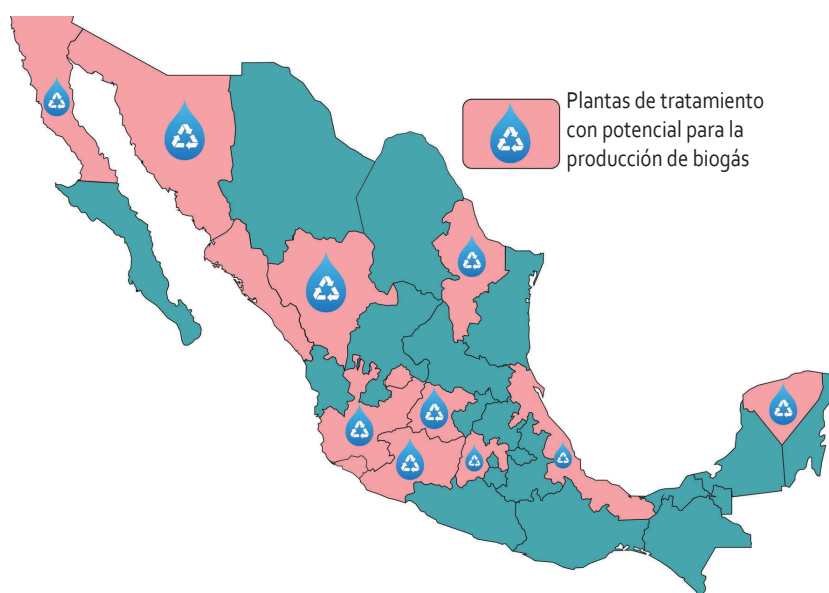 Plantas de tratamiento
con potencial para la
producción de biogás